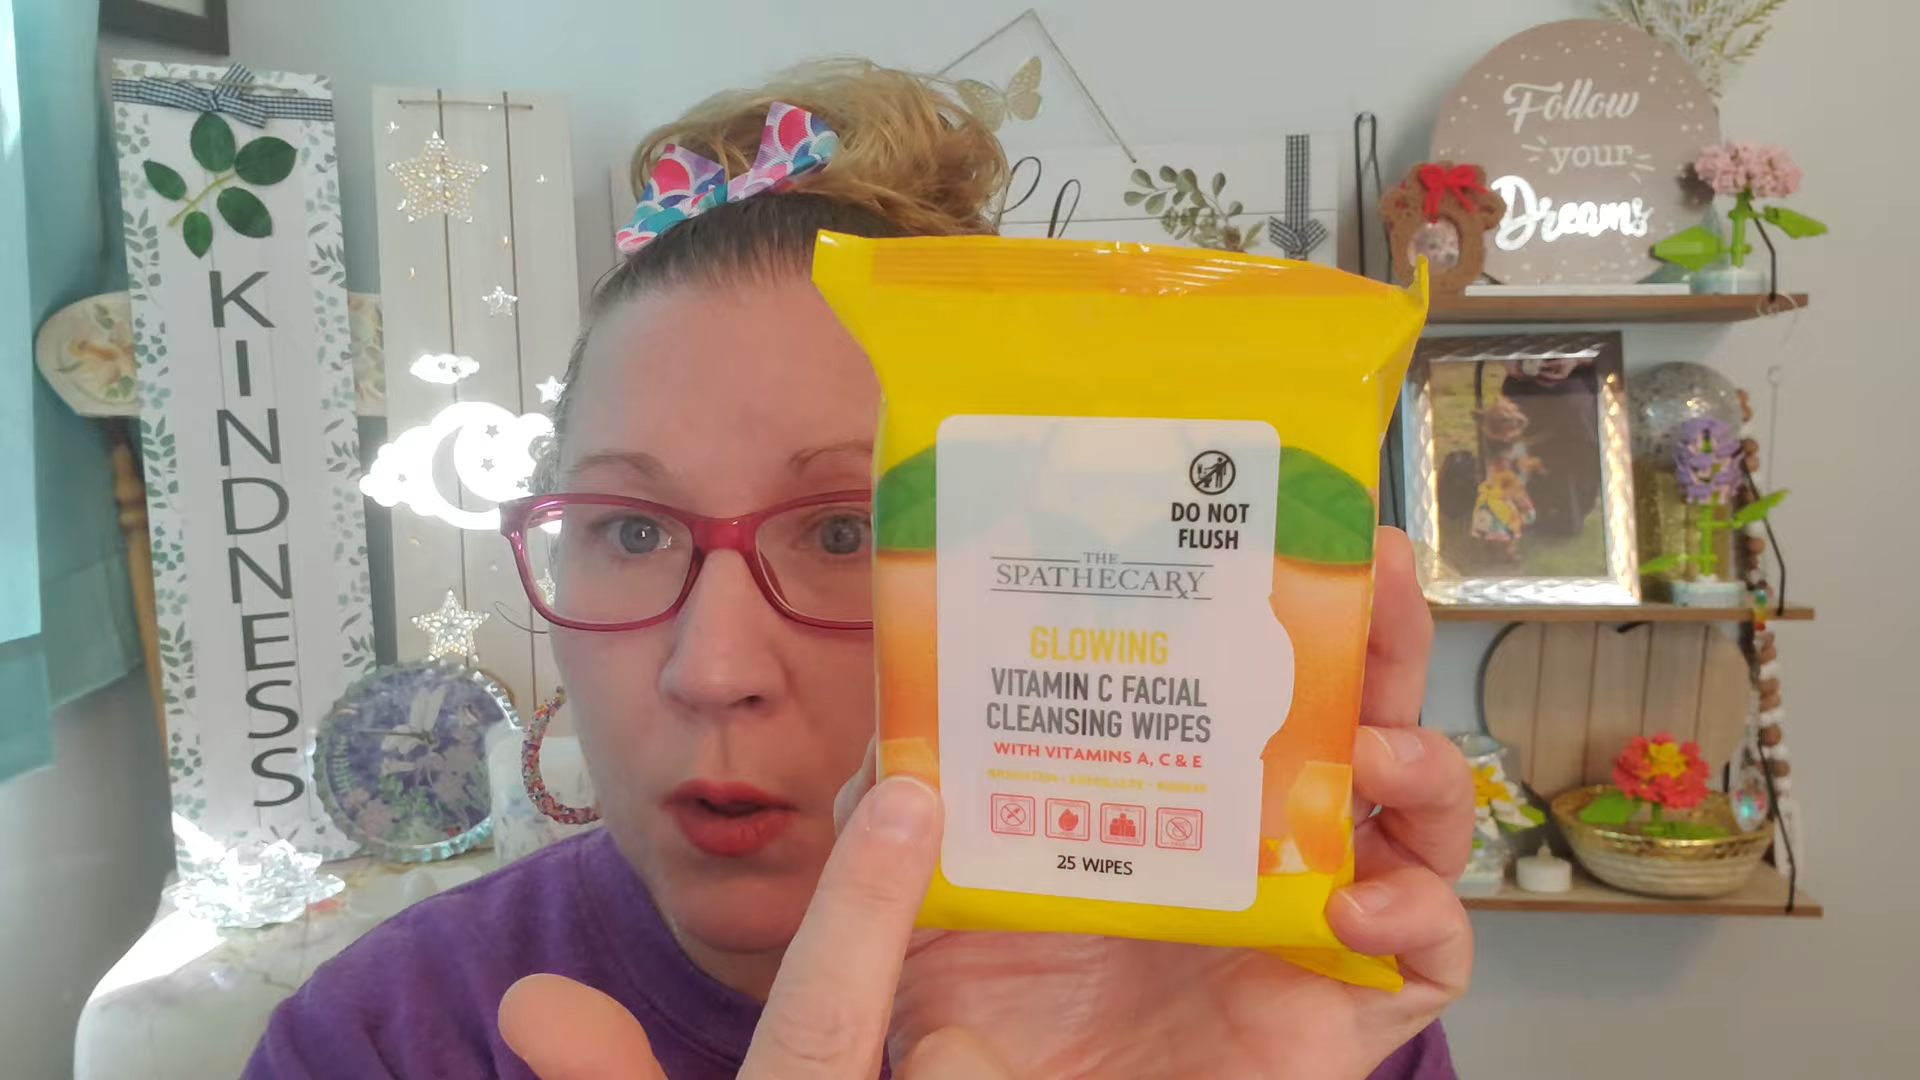 KINDNESS
Follow
your
Dreams
DO NOT
FLUSH
THE
SPATHECARY
GLOWING
VITAMIN C FACIAL
CLEANSING WIPES
WITH VITAMINS A, C & E
25 WIPES